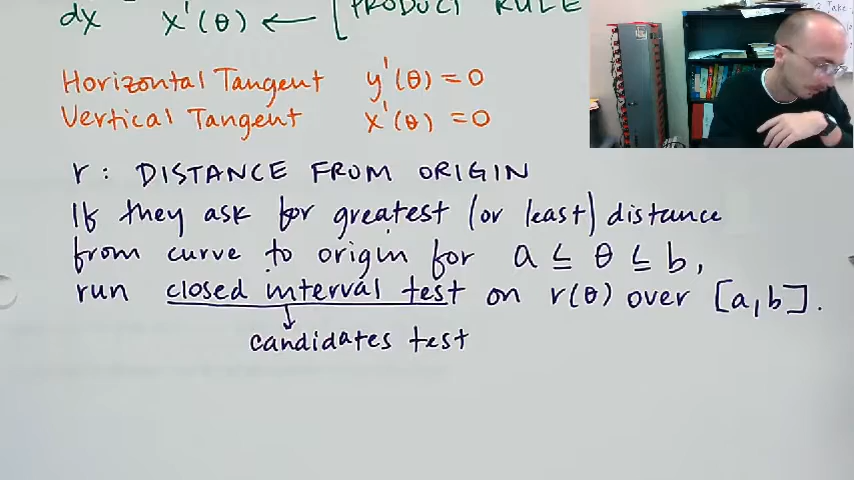 dx x'(θ) ← [PRODUCT RULE
Horizontal Tangent y'(θ) = 0
Vertical Tangent x'(θ) = 0
r : DISTANCE FROM ORIGIN
If they ask for greatest (or least) distance
from curve to origin for a ≤ θ ≤ b,
run closed interval test on r(θ) over [a,b].
candidates test